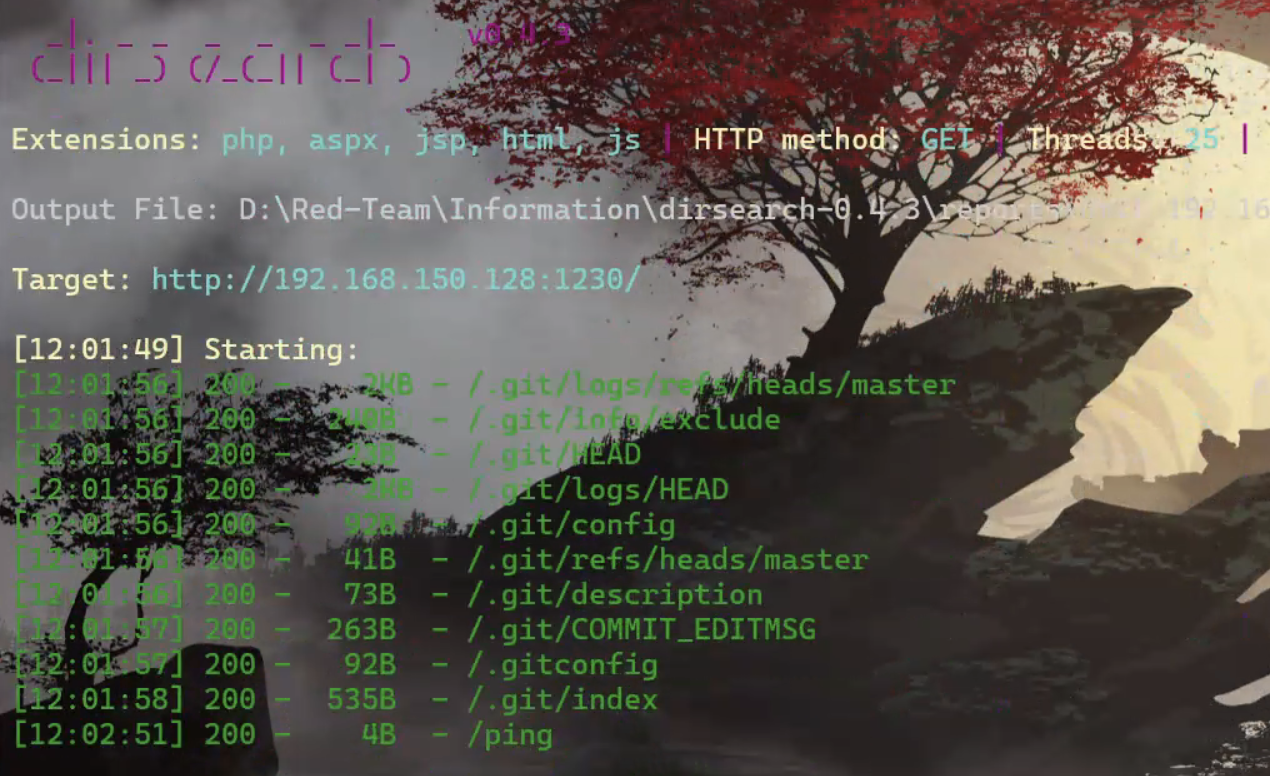 dirsearch v0.4.3
Extensions: php, aspx, jsp, html, js | HTTP method: GET | Threads: 25 |
Output File: D:\Red-Team\Information\dirsearch-0.4.3\reports
Target: http://192.168.150.128:1230/
[12:01:49] Starting:
[12:01:56] 200 - 2KB - /.git/logs/refs/heads/master
[12:01:56] 200 - 240B - /.git/info/exclude
[12:01:56] 200 - 23B - /.git/HEAD
[12:01:56] 200 - 2KB - /.git/logs/HEAD
[12:01:56] 200 - 92B - /.git/config
[12:01:56] 200 - 41B - /.git/refs/heads/master
[12:01:56] 200 - 73B - /.git/description
[12:01:57] 200 - 263B - /.git/COMMIT_EDITMSG
[12:01:57] 200 - 92B - /.gitconfig
[12:01:58] 200 - 535B - /.git/index
[12:02:51] 200 - 4B - /ping